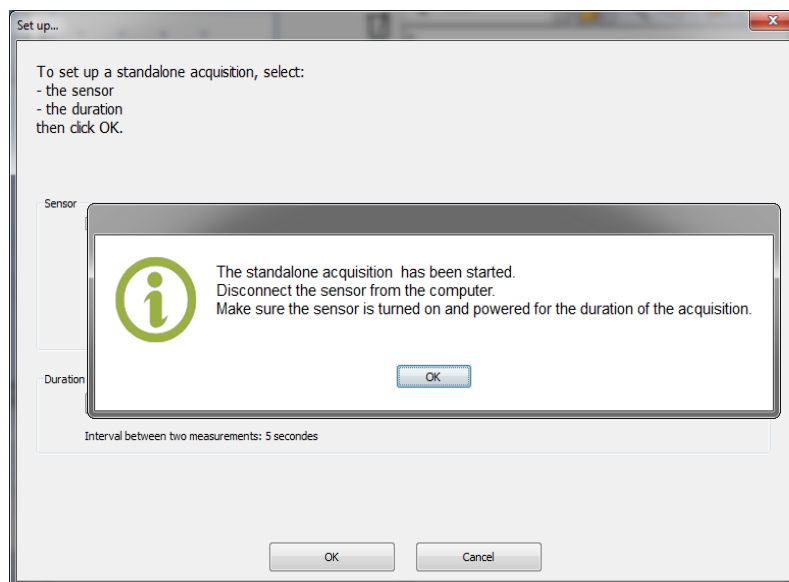 Set up...
To set up a standalone acquisition, select:
- the sensor
- the duration
then click OK.
Sensor
The standalone acquisition has been started.
Disconnect the sensor from the computer.
Make sure the sensor is turned on and powered for the duration of the acquisition.
OK
Duration
Interval between two measurements: 5 secondes
OK
Cancel